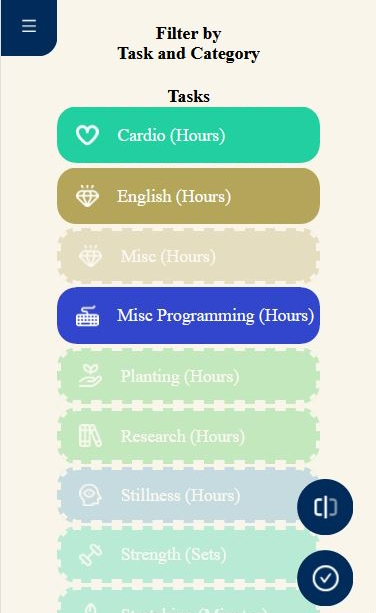 Filter by
Task and Category
Tasks
Cardio (Hours)
English (Hours)
Misc (Hours)
Misc Programming (Hours)
Planting (Hours)
Research (Hours)
Stillness (Hours)
Strength (Sets)